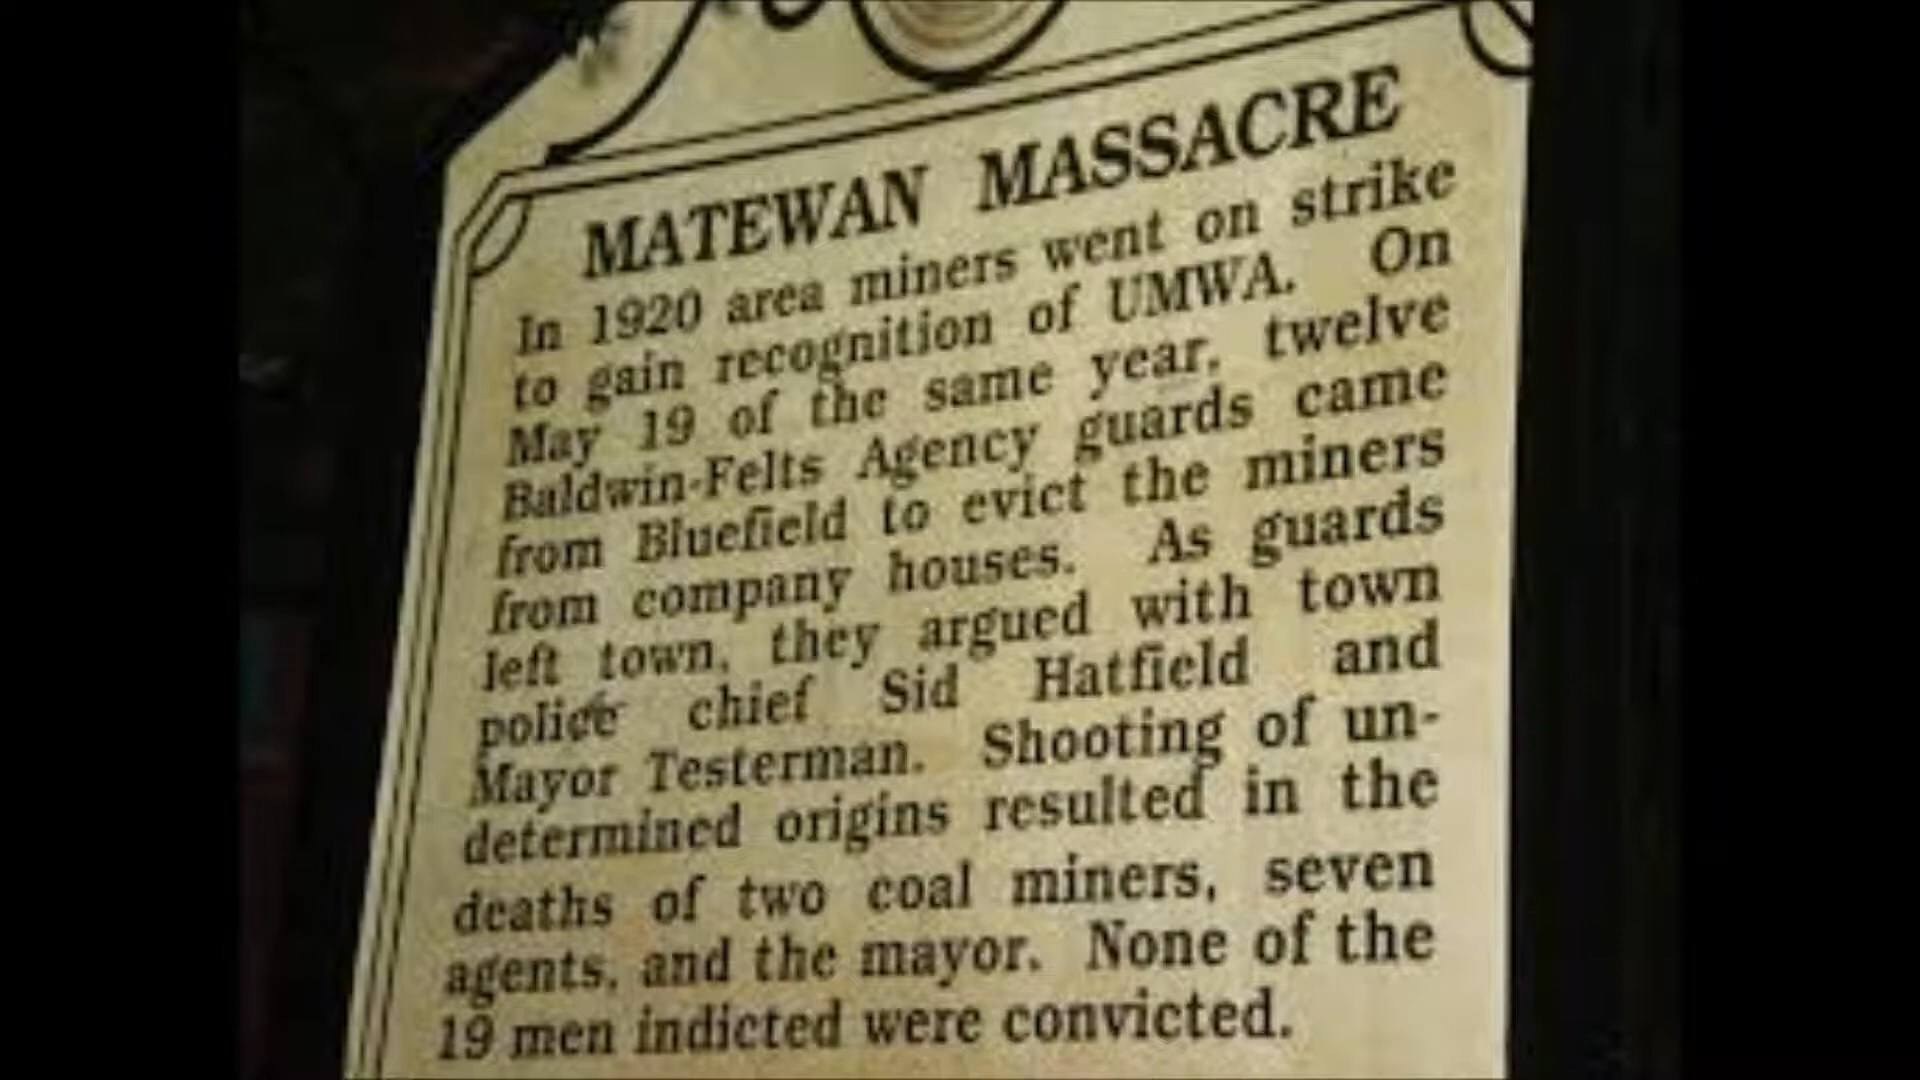 MATEWAN MASSACRE
In 1920 area miners went on strike
to gain recognition of UMWA. On
May 19 of the same year, twelve
Baldwin-Felts Agency guards came
from Bluefield to evict the miners
from company houses. As guards
left town, they argued with town
police chief Sid Hatfield and
Mayor Testerman. Shooting of un-
determined origins resulted in the
deaths of two coal miners, seven
agents, and the mayor. None of the
19 men indicted were convicted.